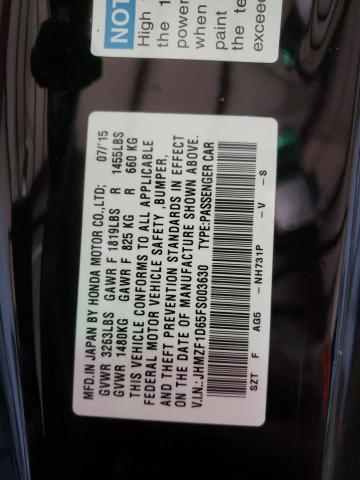 NOT
High
the 1
power
when
paint
the te
exceed
MFD.IN JAPAN BY HONDA MOTOR CO.,LTD; 07/'15
GVWR 3263LBS GAWR F 1819LBS R 1455LBS
GVWR 1480KG GAWR F 825 KG R 660 KG
THIS VEHICLE CONFORMS TO ALL APPLICABLE
FEDERAL MOTOR VEHICLE SAFETY ,BUMPER,
AND THEFT PREVENTION STANDARDS IN EFFECT
ON THE DATE OF MANUFACTURE SHOWN ABOVE.
V.I.N.:JHMZF1D65FS003630 TYPE:PASSENGER CAR
SZT F AG5 -NH731P -V -S